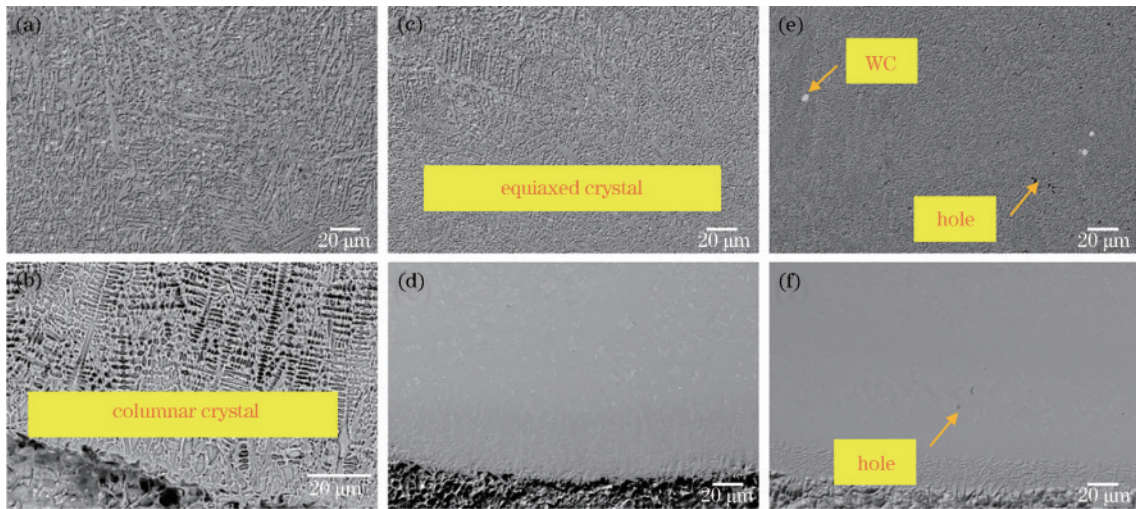 (a)
20 μm
(c)
equiaxed crystal
20 μm
(e)
WC
hole
20 μm
(b)
columnar crystal
20 μm
(d)
20 μm
(f)
hole
20 μm